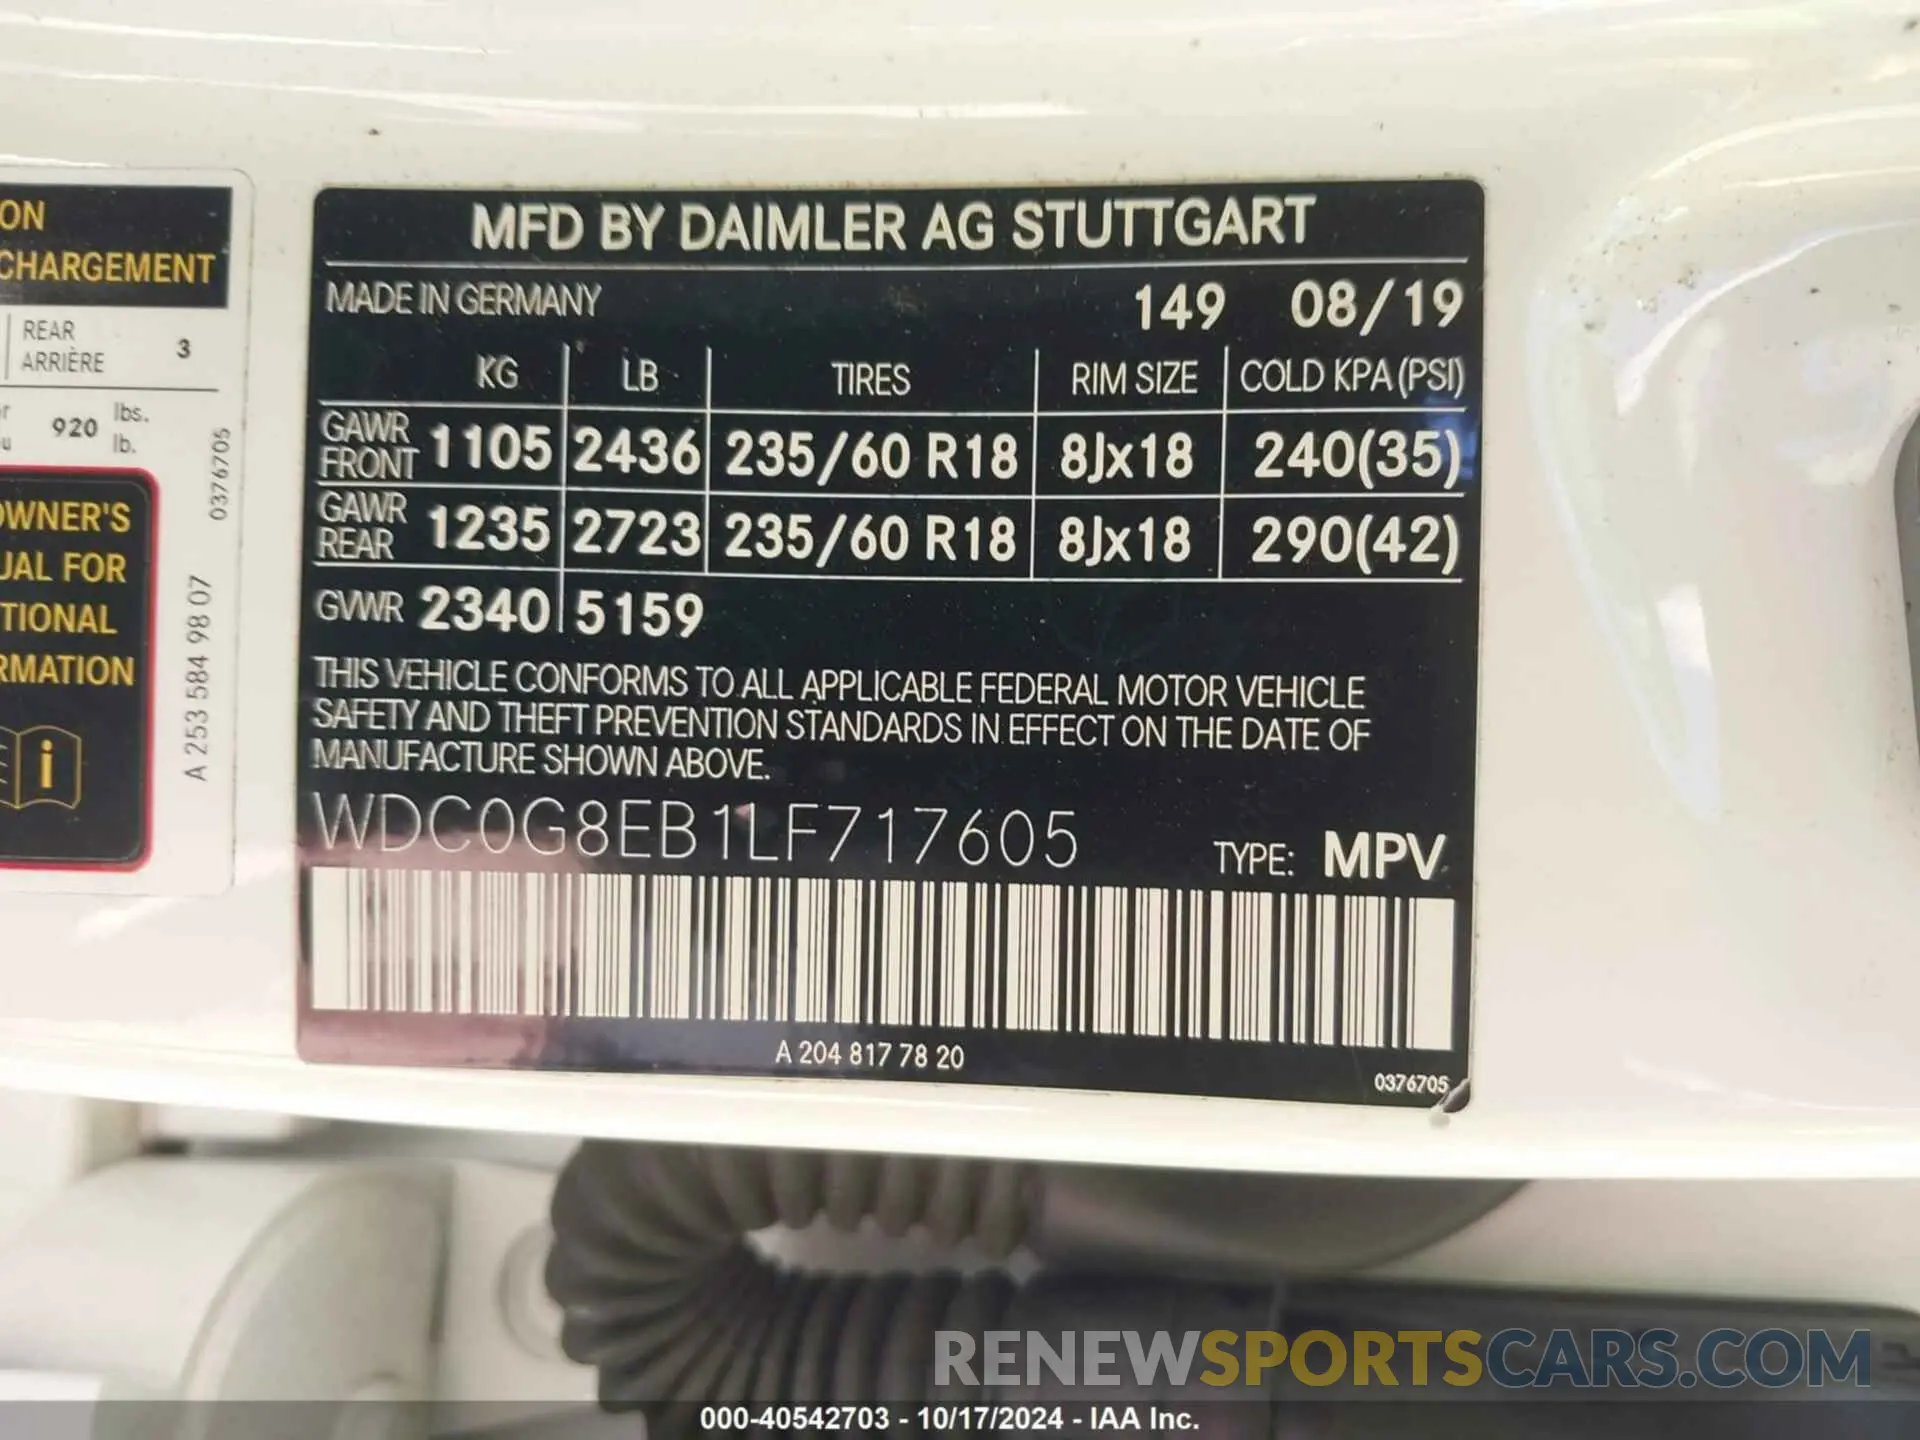 ON
CHARGEMENT
REAR
ARRIÈRE 3
920 lbs.
lb.
0376705
OWNER'S
UAL FOR
TIONAL
RMATION
A 253 584 98 07
MFD BY DAIMLER AG STUTTGART
MADE IN GERMANY 149 08/19
KG LB TIRES RIM SIZE COLD KPA (PSI)
GAWR FRONT 1105 2436 235/60 R18 8Jx18 240(35)
GAWR REAR 1235 2723 235/60 R18 8Jx18 290(42)
GVWR 2340 5159
THIS VEHICLE CONFORMS TO ALL APPLICABLE FEDERAL MOTOR VEHICLE
SAFETY AND THEFT PREVENTION STANDARDS IN EFFECT ON THE DATE OF
MANUFACTURE SHOWN ABOVE.
WDC0G8EB1LF717605 TYPE: MPV
A 204 817 78 20
0376705
RENEWSPORTSCARS.COM
000-40542703 - 10/17/2024 - IAA Inc.